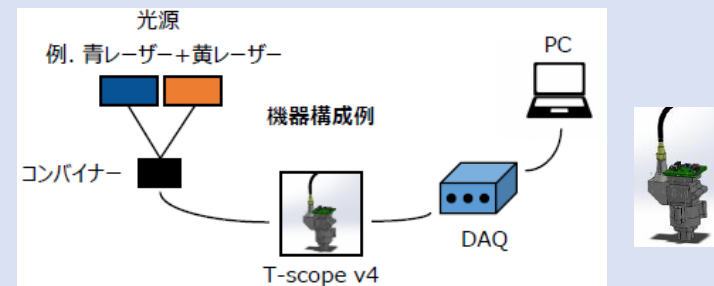 光源
例. 青レーザー+黄レーザー
PC
機器構成例
コンバイナー
DAQ
T-scope v4